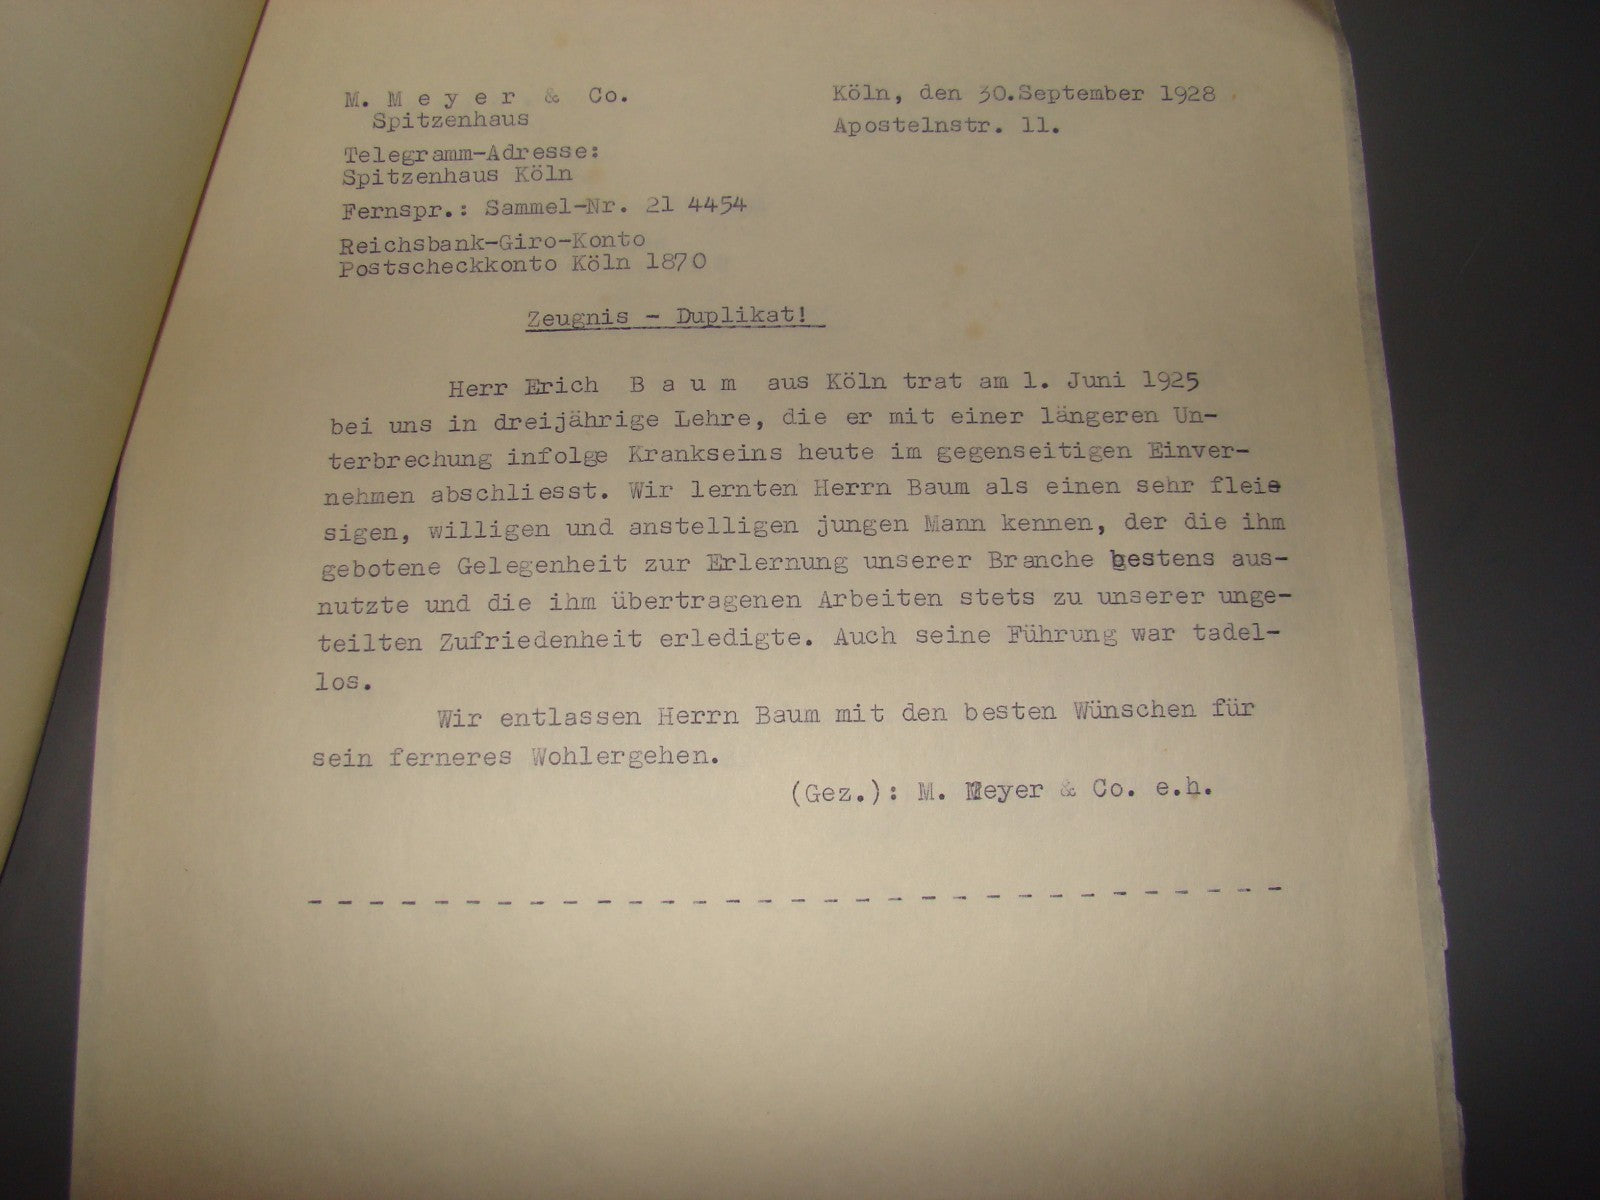 M. M e y e r & Co.
Spitzenhaus
Telegramm-Adresse:
Spitzenhaus Köln
Fernspr.: Sammel-Nr. 21 4454
Reichsbank-Giro-Konto
Postscheckkonto Köln 1870
Köln, den 30.September 1928
Apostelnstr. 11.
Zeugnis - Duplikat!
Herr Erich B a u m aus Köln trat am 1. Juni 1925
bei uns in dreijährige Lehre, die er mit einer längeren Un-
terbrechung infolge Krankseins heute im gegenseitigen Einver-
nehmen abschliesst. Wir lernten Herrn Baum als einen sehr fleis
sigen, willigen und anstelligen jungen Mann kennen, der die ihm
gebotene Gelegenheit zur Erlernung unserer Branche bestens aus-
nutzte und die ihm übertragenen Arbeiten stets zu unserer unge-
teilten Zufriedenheit erledigte. Auch seine Führung war tadel-
los.
Wir entlassen Herrn Baum mit den besten Wünschen für
sein ferneres Wohlergehen.
(Gez.): M. Meyer & Co. e.h.
- - - - - - - - - - - - - - - - - - - - - - - - - - - - - - -